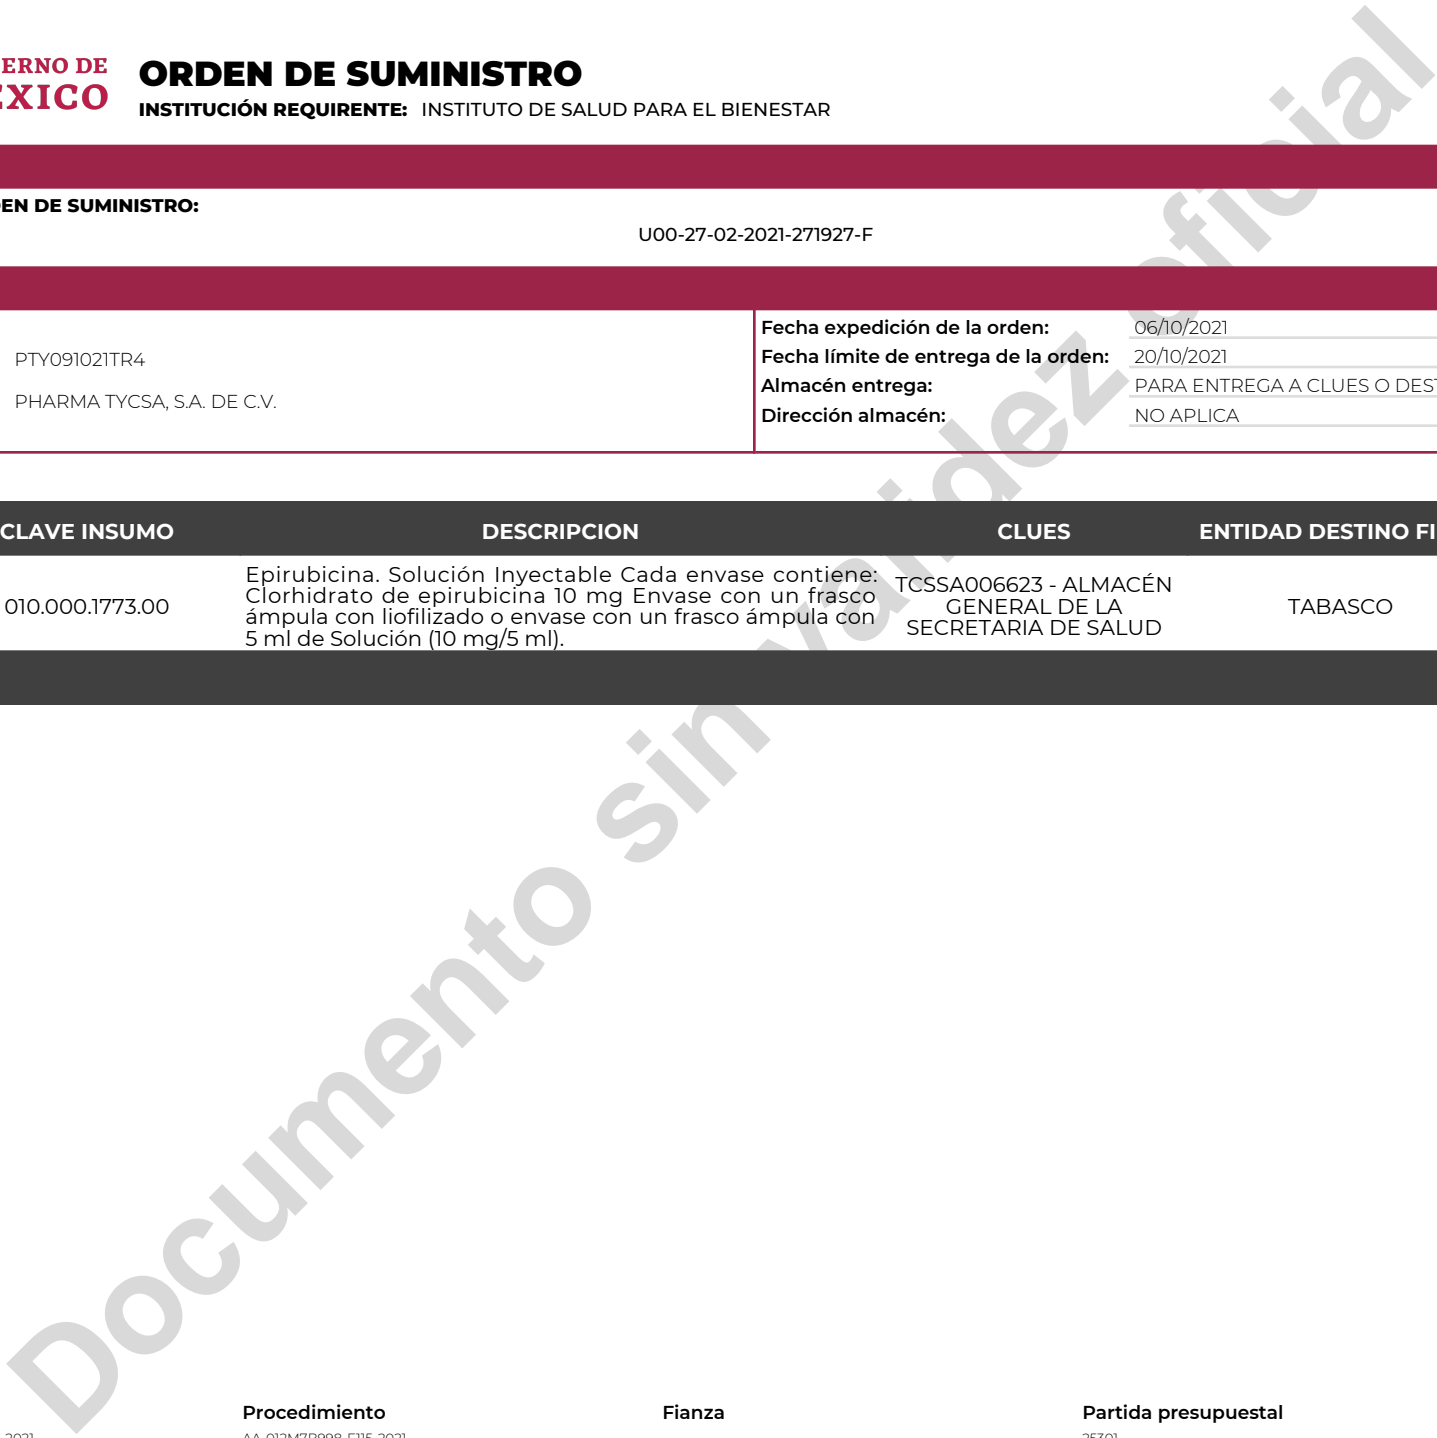 ERNO DE
EXICO
ORDEN DE SUMINISTRO
INSTITUCIÓN REQUIRENTE: INSTITUTO DE SALUD PARA EL BIENESTAR
EN DE SUMINISTRO:
U00-27-02-2021-271927-F
PTY091021TR4
PHARMA TYCSA, S.A. DE C.V.
Fecha expedición de la orden: 06/10/2021
Fecha límite de entrega de la orden: 20/10/2021
Almacén entrega: PARA ENTREGA A CLUES O DEST
Dirección almacén: NO APLICA
CLAVE INSUMO DESCRIPCION CLUES ENTIDAD DESTINO FI
010.000.1773.00
Epirubicina. Solución Inyectable Cada envase contiene:
Clorhidrato de epirubicina 10 mg Envase con un frasco
ámpula con liofilizado o envase con un frasco ámpula con
5 ml de Solución (10 mg/5 ml).
TCSSA006623 - ALMACÉN
GENERAL DE LA
SECRETARIA DE SALUD
TABASCO
Documento sin validez oficial
Procedimiento Fianza Partida presupuestal